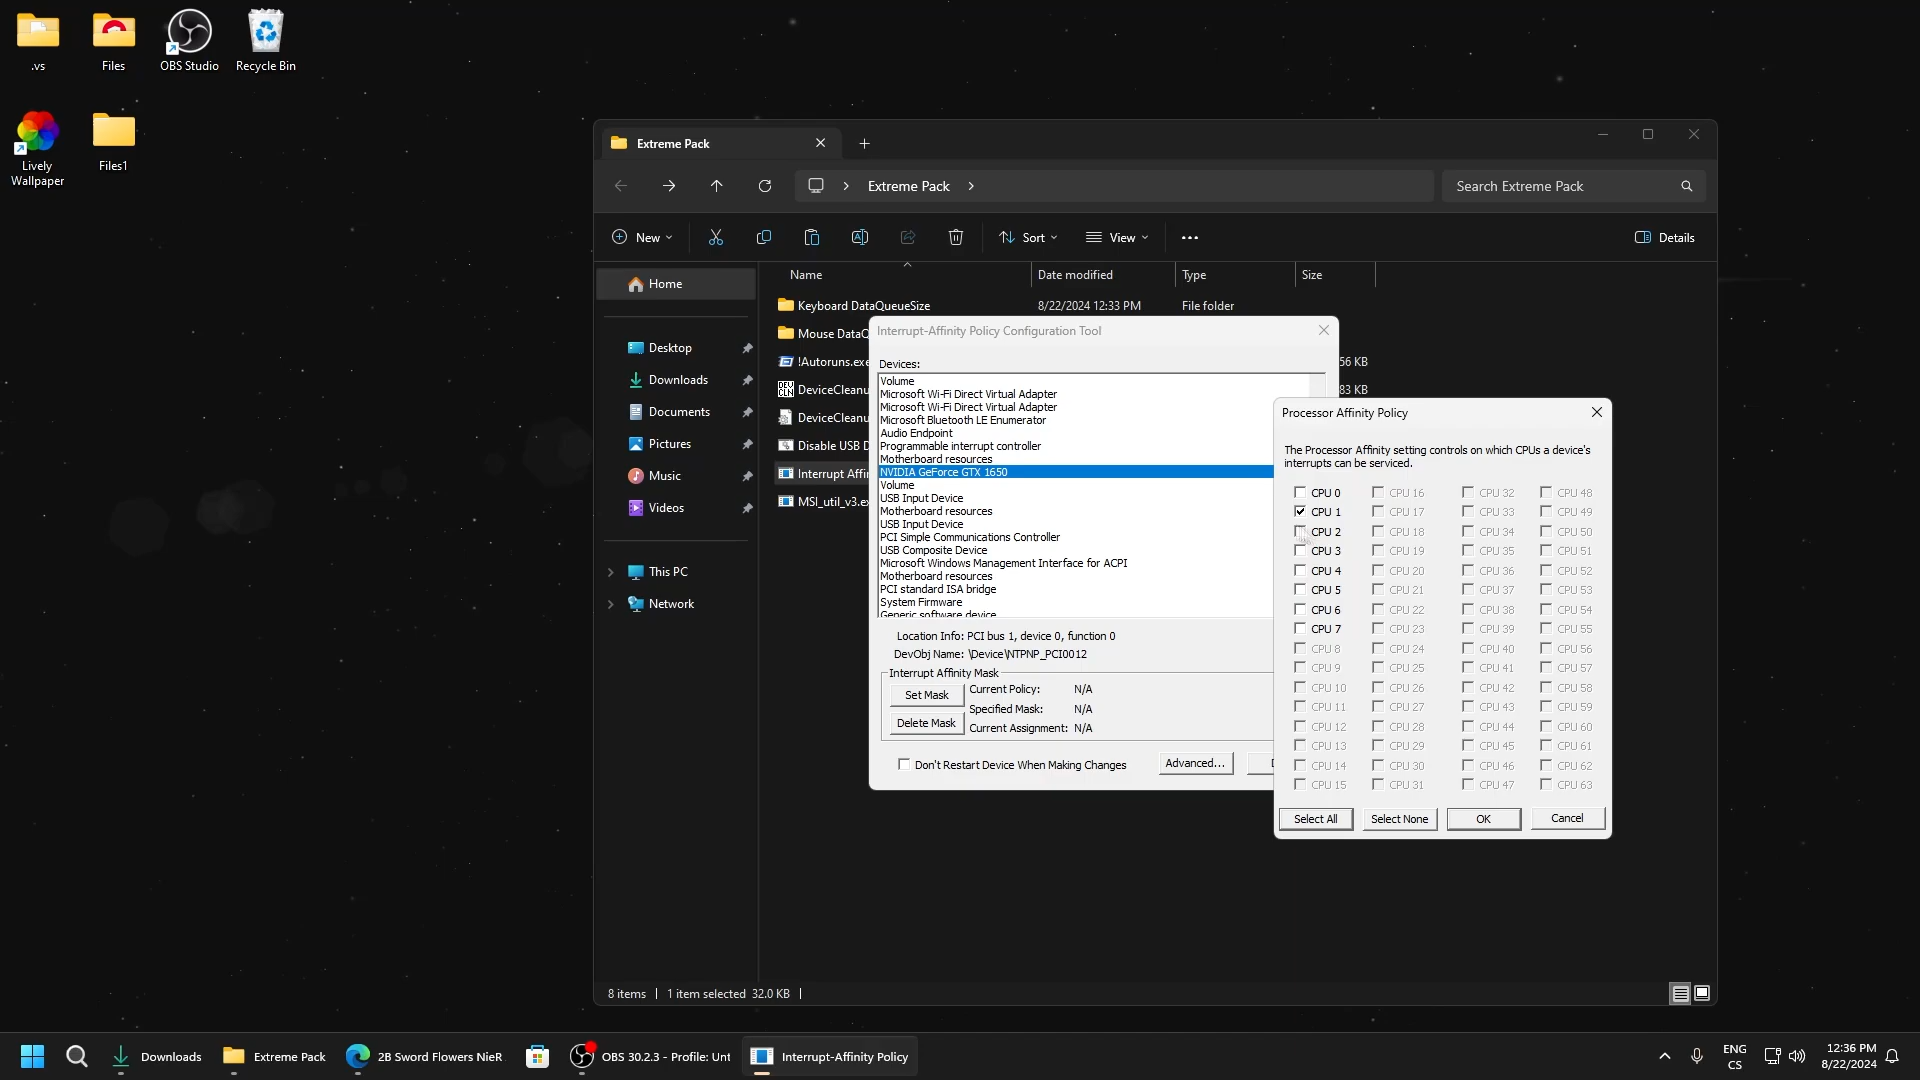 .vs
Files
OBS Studio
Recycle Bin
Lively
Wallpaper
Files1
Extreme Pack
Extreme Pack
Search Extreme Pack
New
Sort
View
Details
Home
Desktop
Downloads
Documents
Pictures
Music
Videos
This PC
Network
Name
Date modified
Type
Size
Keyboard DataQueueSize
8/22/2024 12:33 PM
File folder
Mouse DataQ
!Autoruns.exe
56 KB
DeviceCleanu
83 KB
DeviceCleanu
Disable USB D
Interrupt Affin
MSI_util_v3.ex
Interrupt-Affinity Policy Configuration Tool
Devices:
Volume
Microsoft Wi-Fi Direct Virtual Adapter
Microsoft Wi-Fi Direct Virtual Adapter
Microsoft Bluetooth LE Enumerator
Audio Endpoint
Programmable interrupt controller
Motherboard resources
NVIDIA GeForce GTX 1650
Volume
USB Input Device
Motherboard resources
USB Input Device
PCI Simple Communications Controller
USB Composite Device
Microsoft Windows Management Interface for ACPI
Motherboard resources
PCI standard ISA bridge
System Firmware
Generic software device
Location Info: PCI bus 1, device 0, function 0
DevObj Name: \Device\NTPNP_PCI0012
Interrupt Affinity Mask
Set Mask
Current Policy: N/A
Specified Mask: N/A
Delete Mask
Current Assignment: N/A
Don't Restart Device When Making Changes
Advanced...
Processor Affinity Policy
The Processor Affinity setting controls on which CPUs a device's
interrupts can be serviced.
CPU 0 CPU 16 CPU 32 CPU 48
CPU 1 CPU 17 CPU 33 CPU 49
CPU 2 CPU 18 CPU 34 CPU 50
CPU 3 CPU 19 CPU 35 CPU 51
CPU 4 CPU 20 CPU 36 CPU 52
CPU 5 CPU 21 CPU 37 CPU 53
CPU 6 CPU 22 CPU 38 CPU 54
CPU 7 CPU 23 CPU 39 CPU 55
CPU 8 CPU 24 CPU 40 CPU 56
CPU 9 CPU 25 CPU 41 CPU 57
CPU 10 CPU 26 CPU 42 CPU 58
CPU 11 CPU 27 CPU 43 CPU 59
CPU 12 CPU 28 CPU 44 CPU 60
CPU 13 CPU 29 CPU 45 CPU 61
CPU 14 CPU 30 CPU 46 CPU 62
CPU 15 CPU 31 CPU 47 CPU 63
Select All
Select None
OK
Cancel
8 items
1 item selected 32.0 KB
Downloads
Extreme Pack
2B Sword Flowers NieR
OBS 30.2.3 - Profile: Unt
Interrupt-Affinity Policy
ENG
CS
12:36 PM
8/22/2024